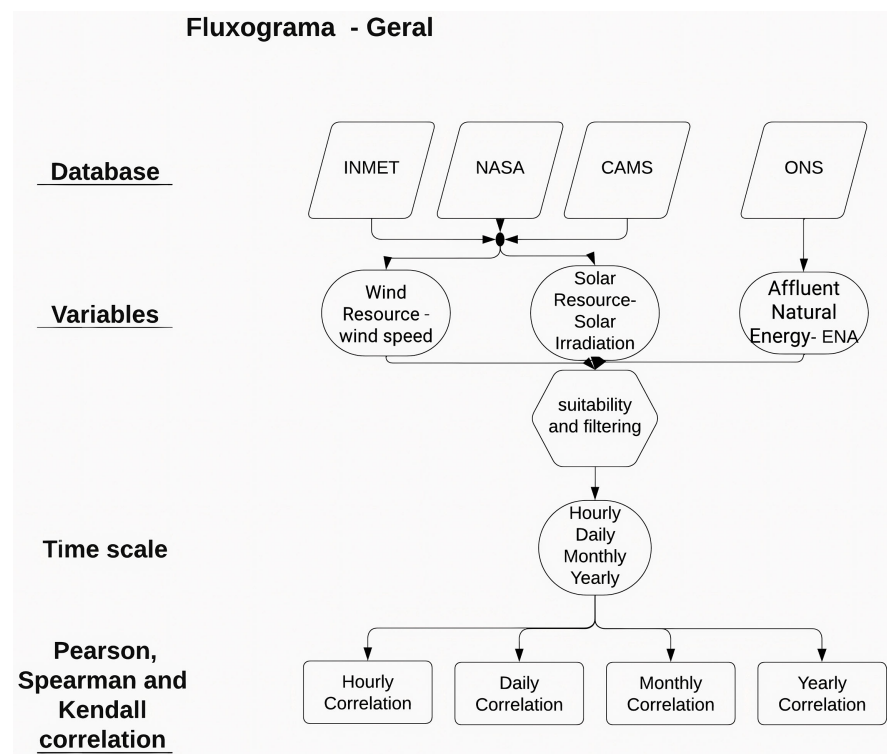 Fluxograma - Geral
Database
INMET
NASA
CAMS
ONS
Variables
Wind
Resource -
wind speed
Solar
Resource-
Solar
Irradiation
Affluent
Natural
Energy- ENA
suitability
and filtering
Time scale
Hourly
Daily
Monthly
Yearly
Pearson,
Spearman and
Kendall
correlation
Hourly
Correlation
Daily
Correlation
Monthly
Correlation
Yearly
Correlation